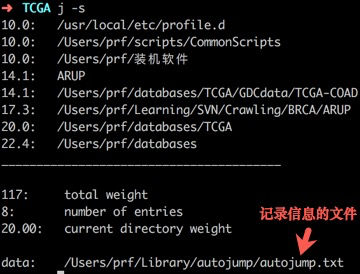 ➜ TCGA j -s
10.0: /usr/local/etc/profile.d
10.0: /Users/prf/scripts/CommonScripts
10.0: /Users/prf/装机软件
14.1: ARUP
14.1: /Users/prf/databases/TCGA/GDCdata/TCGA-COAD
17.3: /Users/prf/Learning/SVN/Crawling/BRCA/ARUP
20.0: /Users/prf/databases/TCGA
22.4: /Users/prf/databases
________________________________________
117: total weight
8: number of entries
20.00: current directory weight
记录信息的文件
data: /Users/prf/Library/autojump/autojump.txt